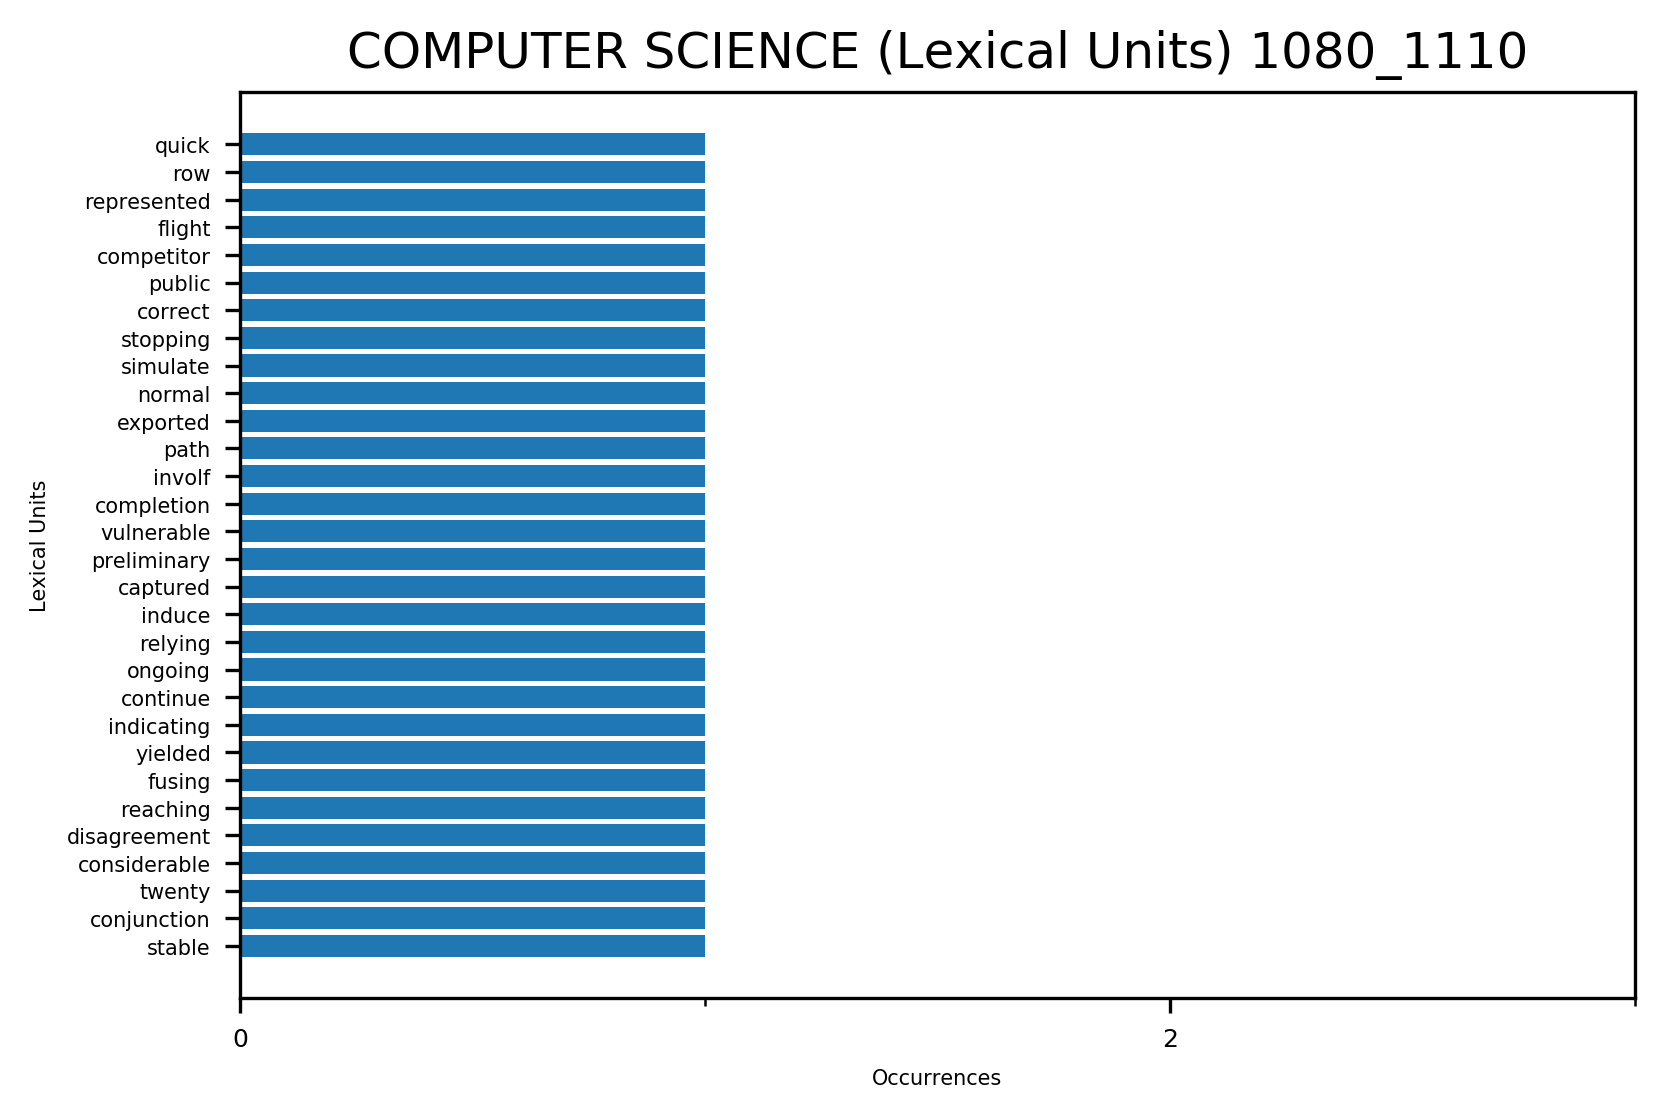 COMPUTER SCIENCE (Lexical Units) 1080_1110
quick
row
represented
flight
competitor
public
correct
stopping
simulate
normal
exported
path
involf
completion
vulnerable
preliminary
captured
induce
relying
ongoing
continue
indicating
yielded
fusing
reaching
disagreement
considerable
twenty
conjunction
stable
Lexical Units
0 2
Occurrences